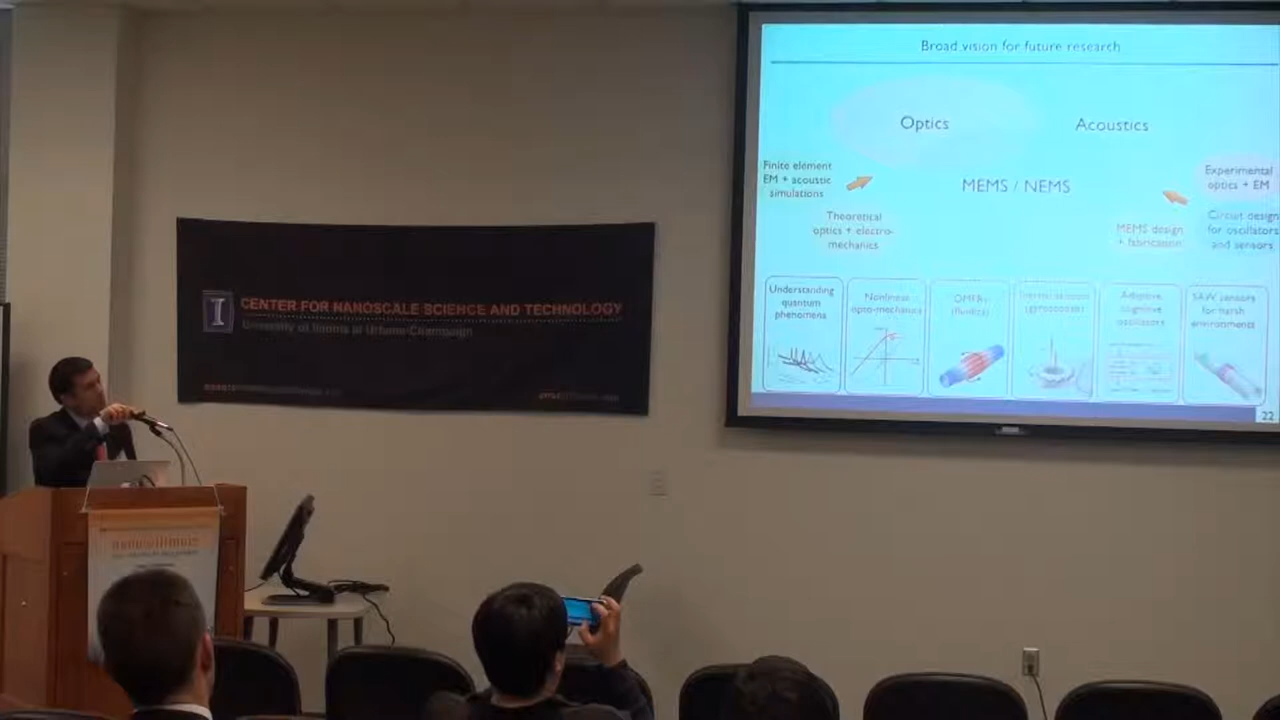 Broad vision for future research
Optics
Acoustics
Finite element
EM + acoustic
simulations
MEMS / NEMS
Experimental
optics + EM
Theoretical
optics + electro-
mechanics
MEMS design
+ fabrication
Circuit design
for oscillators
and sensors
Understanding
quantum
phenomena
Nonlinear
opto-mechanics
(fluidics)
Adaptive
cognitive
oscillators
SAW sensors
for harsh
environments
22
I
CENTER FOR NANOSCALE SCIENCE AND TECHNOLOGY
University of Illinois at Urbana-Champaign